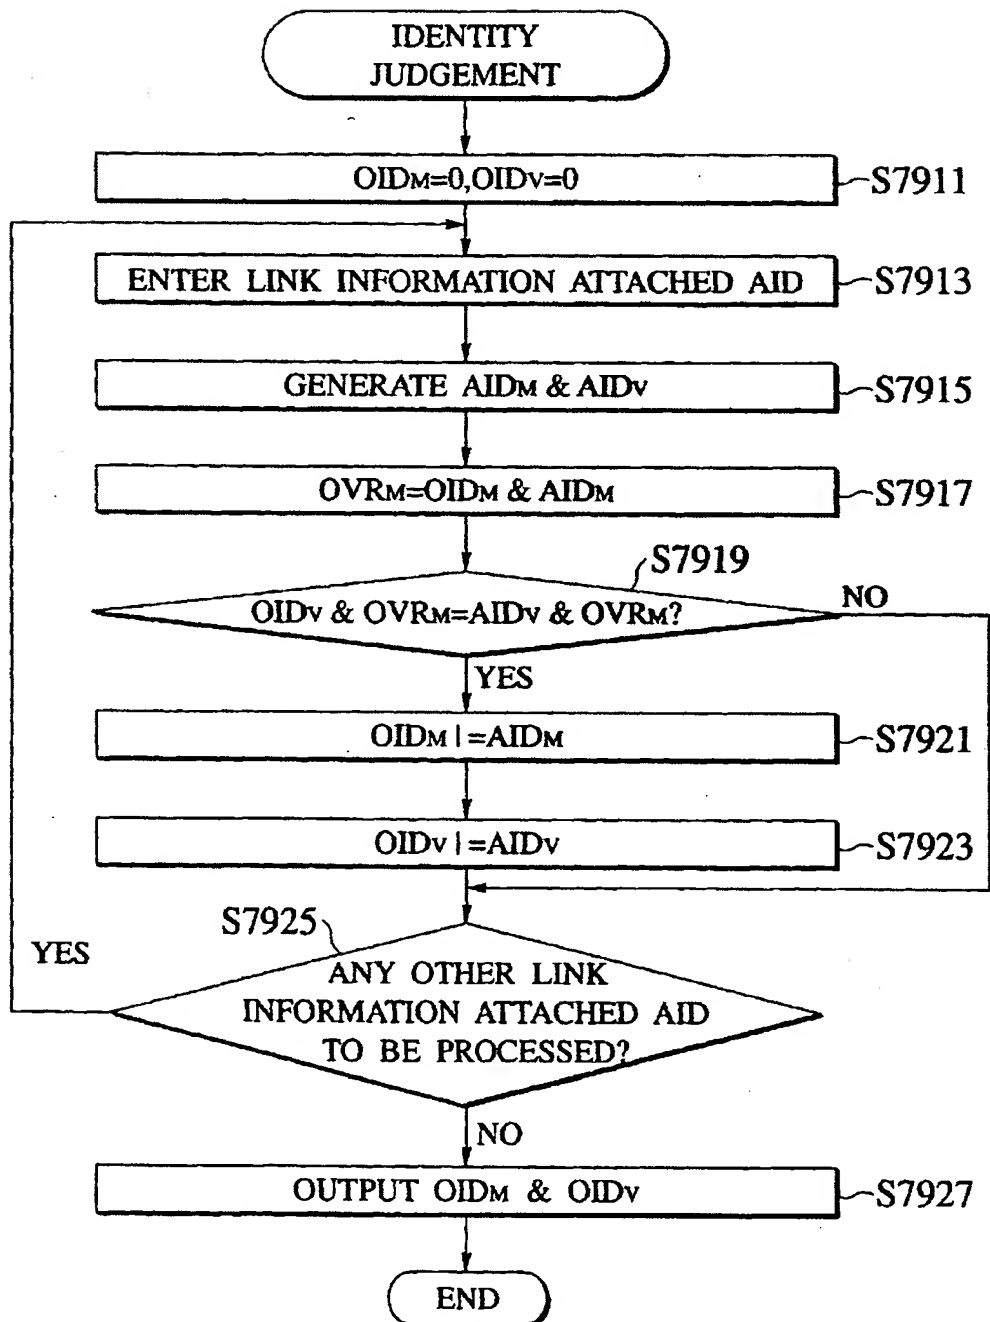 IDENTITY
JUDGEMENT
OIDM=0,OIDV=0
S7911
ENTER LINK INFORMATION ATTACHED AID
S7913
GENERATE AIDM & AIDV
S7915
OVRM=OIDM & AIDM
S7917
S7919
OIDV & OVRM=AIDV & OVRM?
NO
YES
OIDM|=AIDM
S7921
OIDV|=AIDV
S7923
S7925
YES
ANY OTHER LINK
INFORMATION ATTACHED AID
TO BE PROCESSED?
NO
OUTPUT OIDM & OIDV
S7927
END